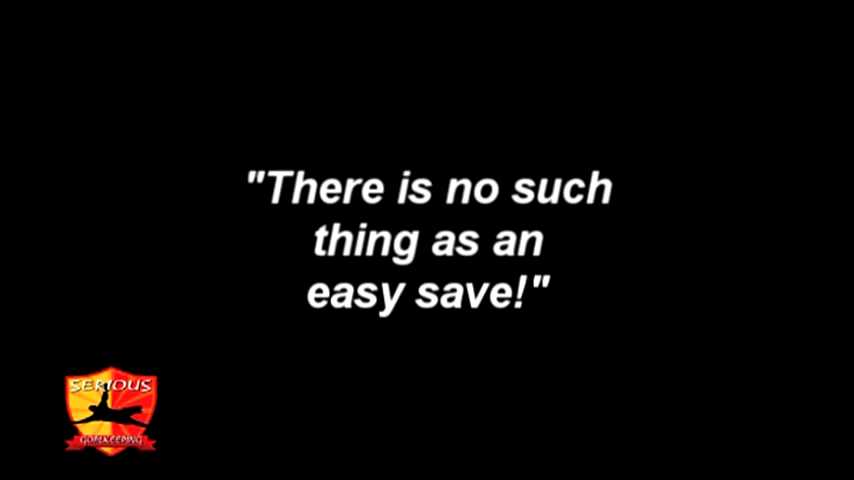 "There is no such
thing as an
easy save!"
SERIOUS
GOALKEEPING